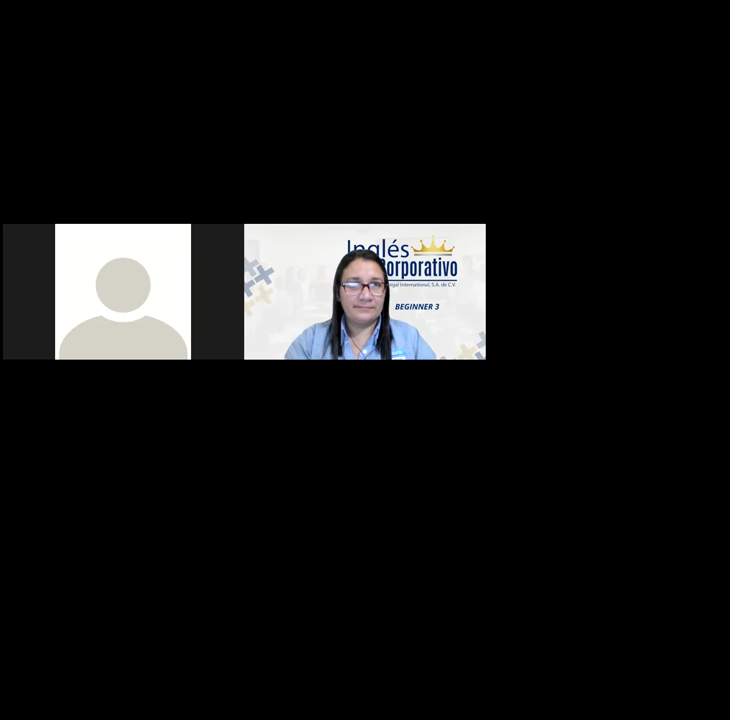 Inglés
orporativo
egal International, S.A. de C.V.
BEGINNER 3